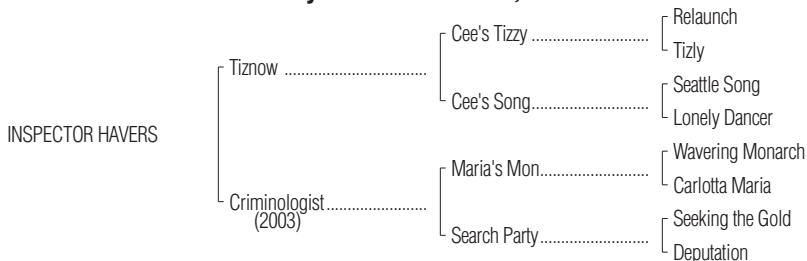 Relaunch
Cee's Tizzy ..............................
Tizly
Tiznow ................................
Seattle Song
Cee's Song.............................
Lonely Dancer
INSPECTOR HAVERS
Wavering Monarch
Maria's Mon............................
Carlotta Maria
Criminologist.......................
(2003)
Seeking the Gold
Search Party............................
Deputation